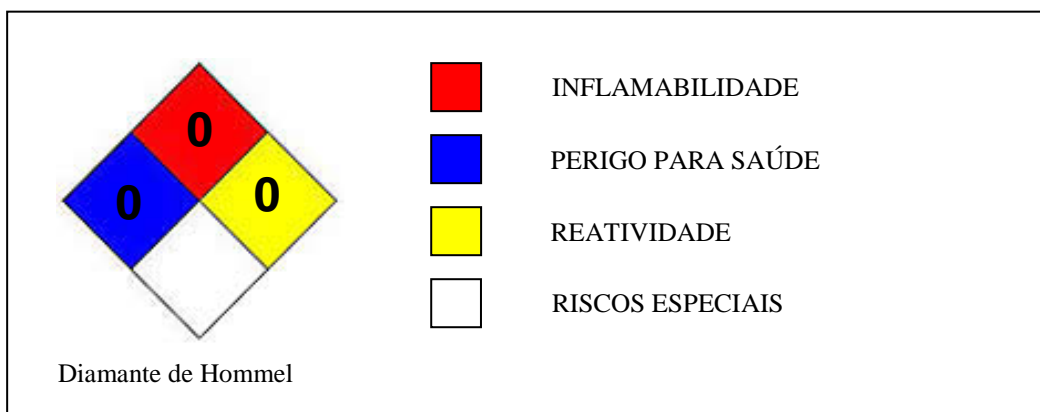 0
INFLAMABILIDADE
0
0
PERIGO PARA SAÚDE
REATIVIDADE
RISCOS ESPECIAIS
Diamante de Hommel